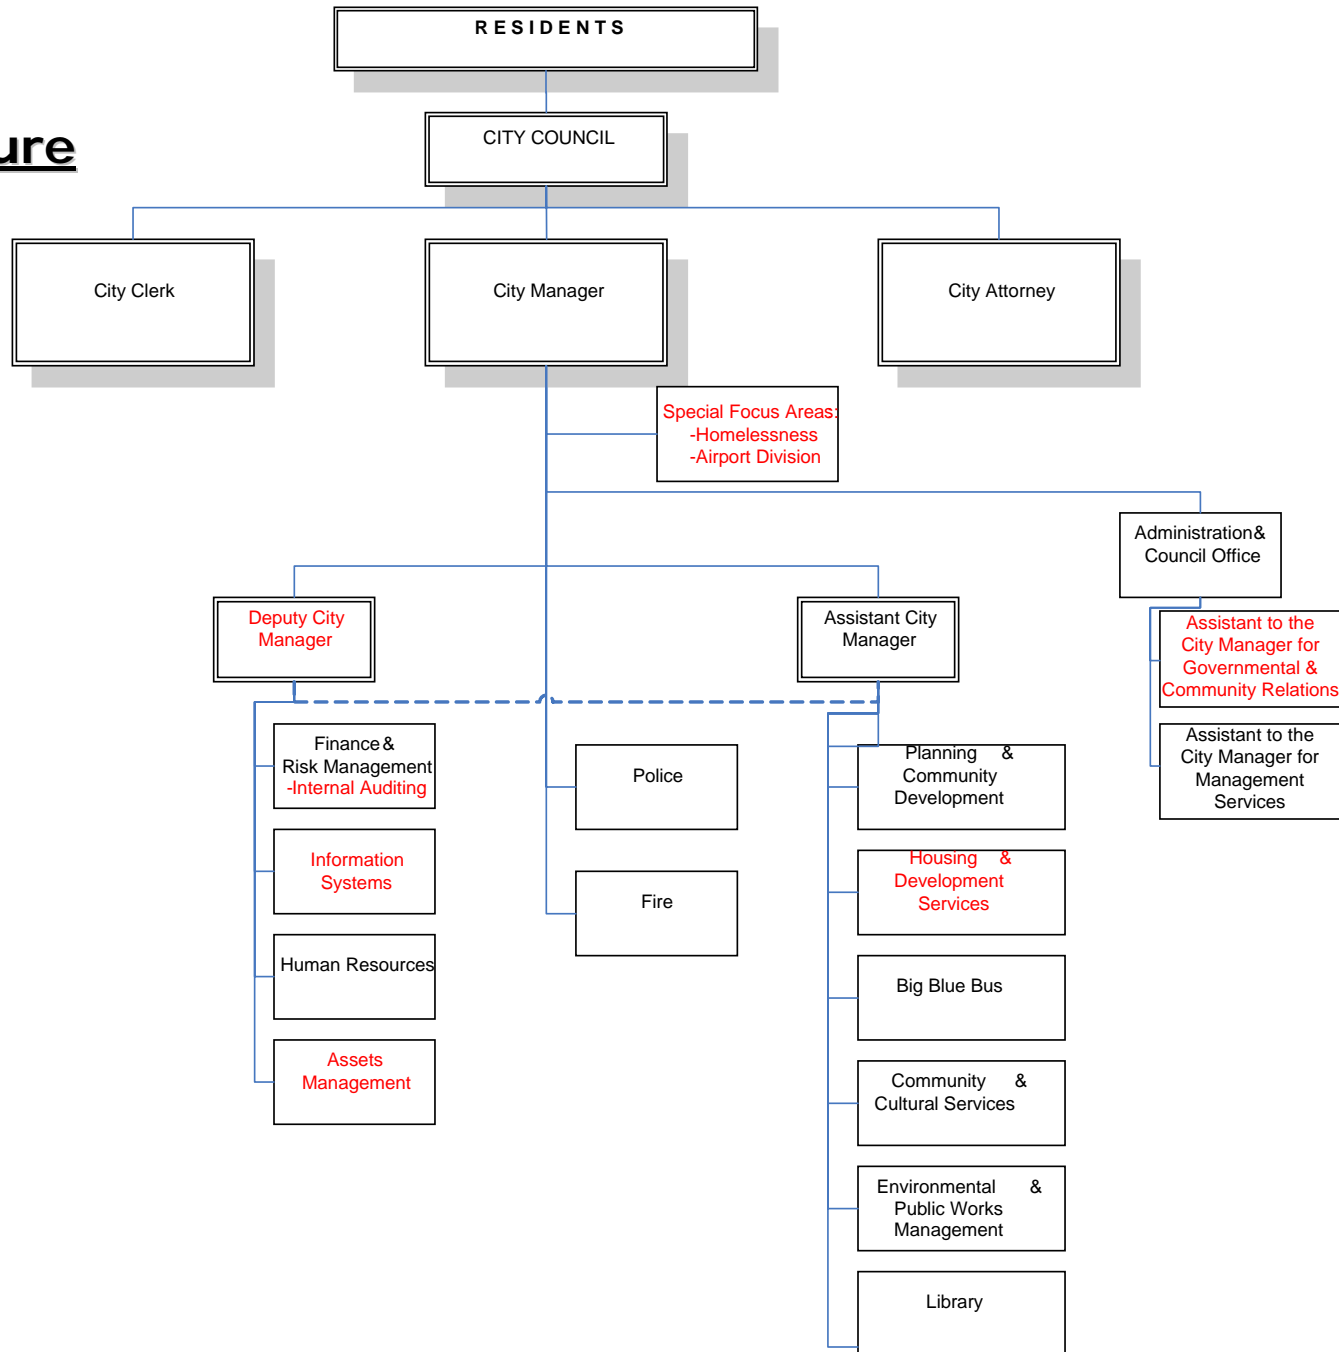 RESIDENTS
ure
CITY COUNCIL
City Clerk
City Manager
City Attorney
Special Focus Areas:
-Homelessness
-Airport Division
Administration&
Council Office
Deputy City
Manager
Assistant City
Manager
Assistant to the
City Manager for
Governmental &
Community Relations
Finance &
Risk Management
-Internal Auditing
Police
Planning &
Community
Development
Assistant to the
City Manager for
Management
Services
Information
Systems
Fire
Housing &
Development
Services
Human Resources
Big Blue Bus
Assets
Management
Community &
Cultural Services
Environmental &
Public Works
Management
Library